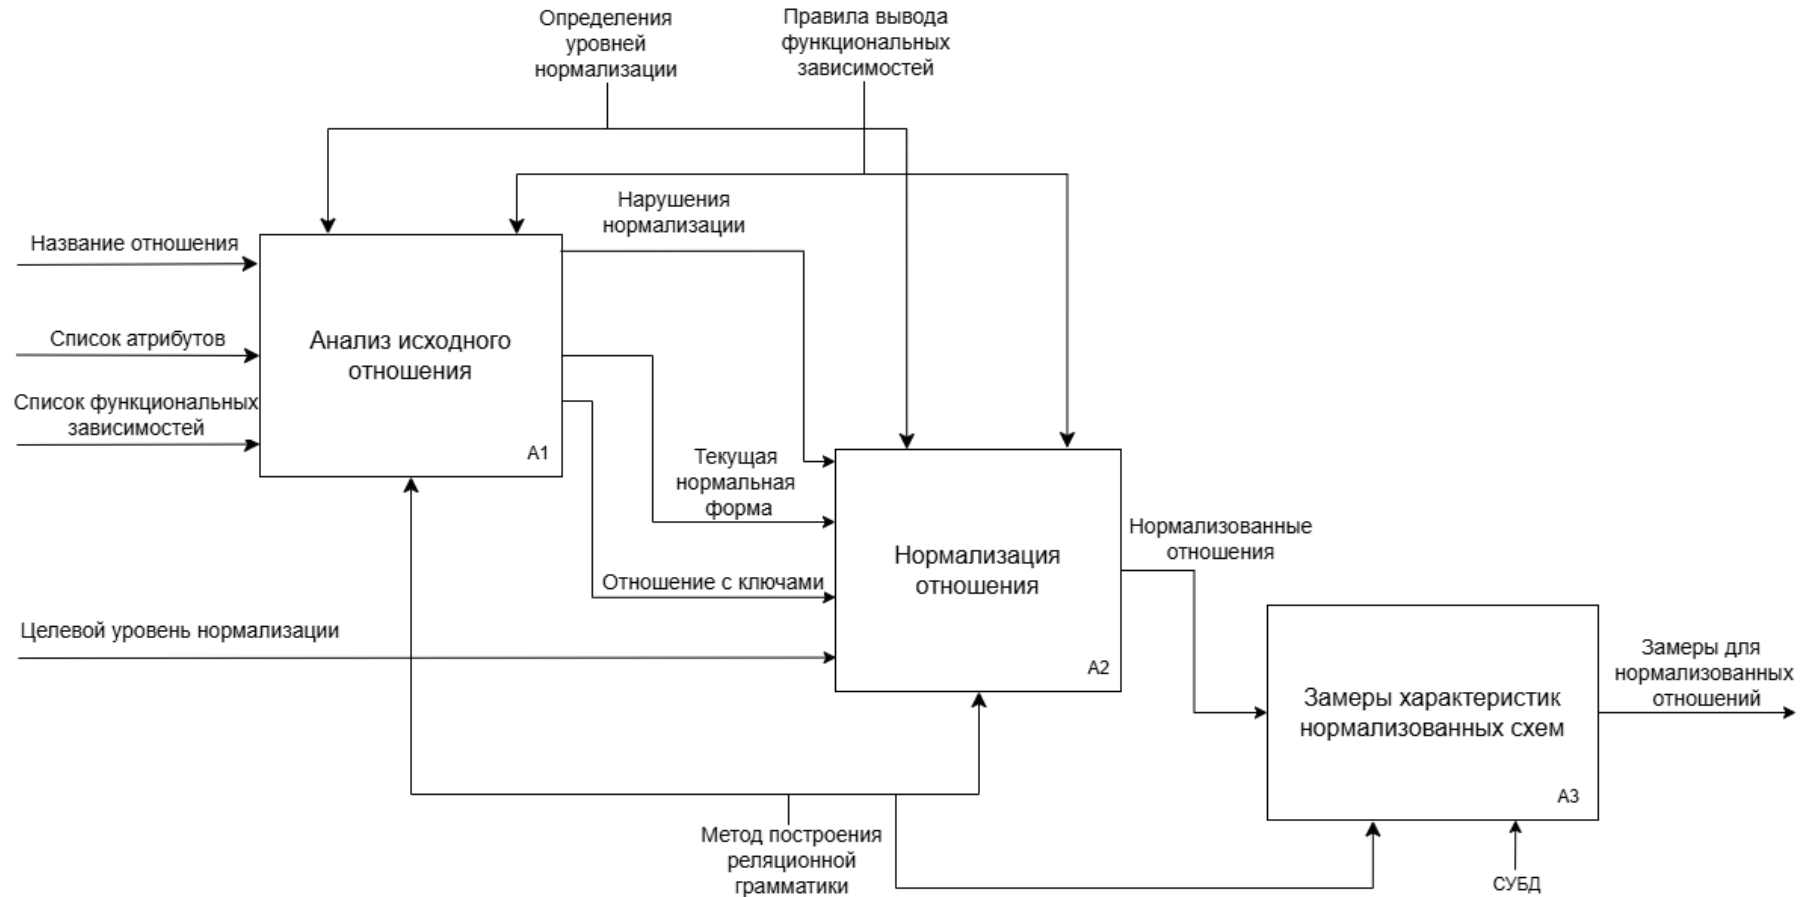 Определения
уровней
нормализации
Правила вывода
функциональных
зависимостей
Нарушения
нормализации
Название отношения
Список атрибутов
Список функциональных
зависимостей
Анализ исходного
отношения
A1
Текущая
нормальная
форма
Отношение с ключами
Целевой уровень нормализации
Нормализация
отношения
A2
Нормализованные
отношения
Замеры характеристик
нормализованных схем
A3
Замеры для
нормализованных
отношений
Метод построения
реляционной
грамматики
СУБД